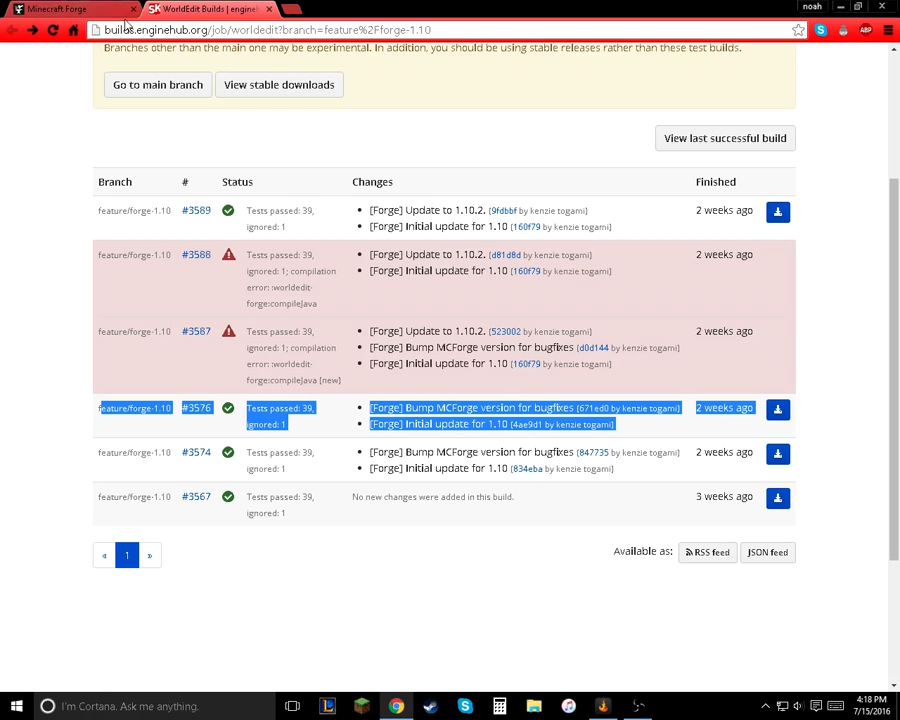 Minecraft Forge
SK WorldEdit Builds | engine
noah
builds.enginehub.org/job/worldedit?branch=feature%2Fforge-1.10
ABP
Branches other than the main one may be experimental. In addition, you should be using stable releases rather than these test builds.
Go to main branch
View stable downloads
View last successful build
Branch # Status Changes Finished
feature/forge-1.10 #3589 Tests passed: 39, • [Forge] Update to 1.10.2. (9fdbbf by kenzie togami) 2 weeks ago
ignored: 1 • [Forge] Initial update for 1.10 (160f79 by kenzie togami)
feature/forge-1.10 #3588 Tests passed: 39, • [Forge] Update to 1.10.2. (d81d8d by kenzie togami) 2 weeks ago
ignored: 1; compilation • [Forge] Initial update for 1.10 (160f79 by kenzie togami)
error: :worldedit-
forge:compileJava
feature/forge-1.10 #3587 Tests passed: 39, • [Forge] Update to 1.10.2. (523002 by kenzie togami) 2 weeks ago
ignored: 1; compilation • [Forge] Bump MCForge version for bugfixes (d0d144 by kenzie togami)
error: :worldedit- • [Forge] Initial update for 1.10 (160f79 by kenzie togami)
forge:compileJava [new]
feature/forge-1.10 #3576 Tests passed: 39, • [Forge] Bump MCForge version for bugfixes (671ed0 by kenzie togami) 2 weeks ago
ignored: 1 • [Forge] Initial update for 1.10 (4ae9d1 by kenzie togami)
feature/forge-1.10 #3574 Tests passed: 39, • [Forge] Bump MCForge version for bugfixes (847735 by kenzie togami) 2 weeks ago
ignored: 1 • [Forge] Initial update for 1.10 (834eba by kenzie togami)
feature/forge-1.10 #3567 Tests passed: 39, No new changes were added in this build. 3 weeks ago
ignored: 1
« 1 »
Available as: RSS feed JSON feed
I'm Cortana. Ask me anything.
4:18 PM
7/15/2016